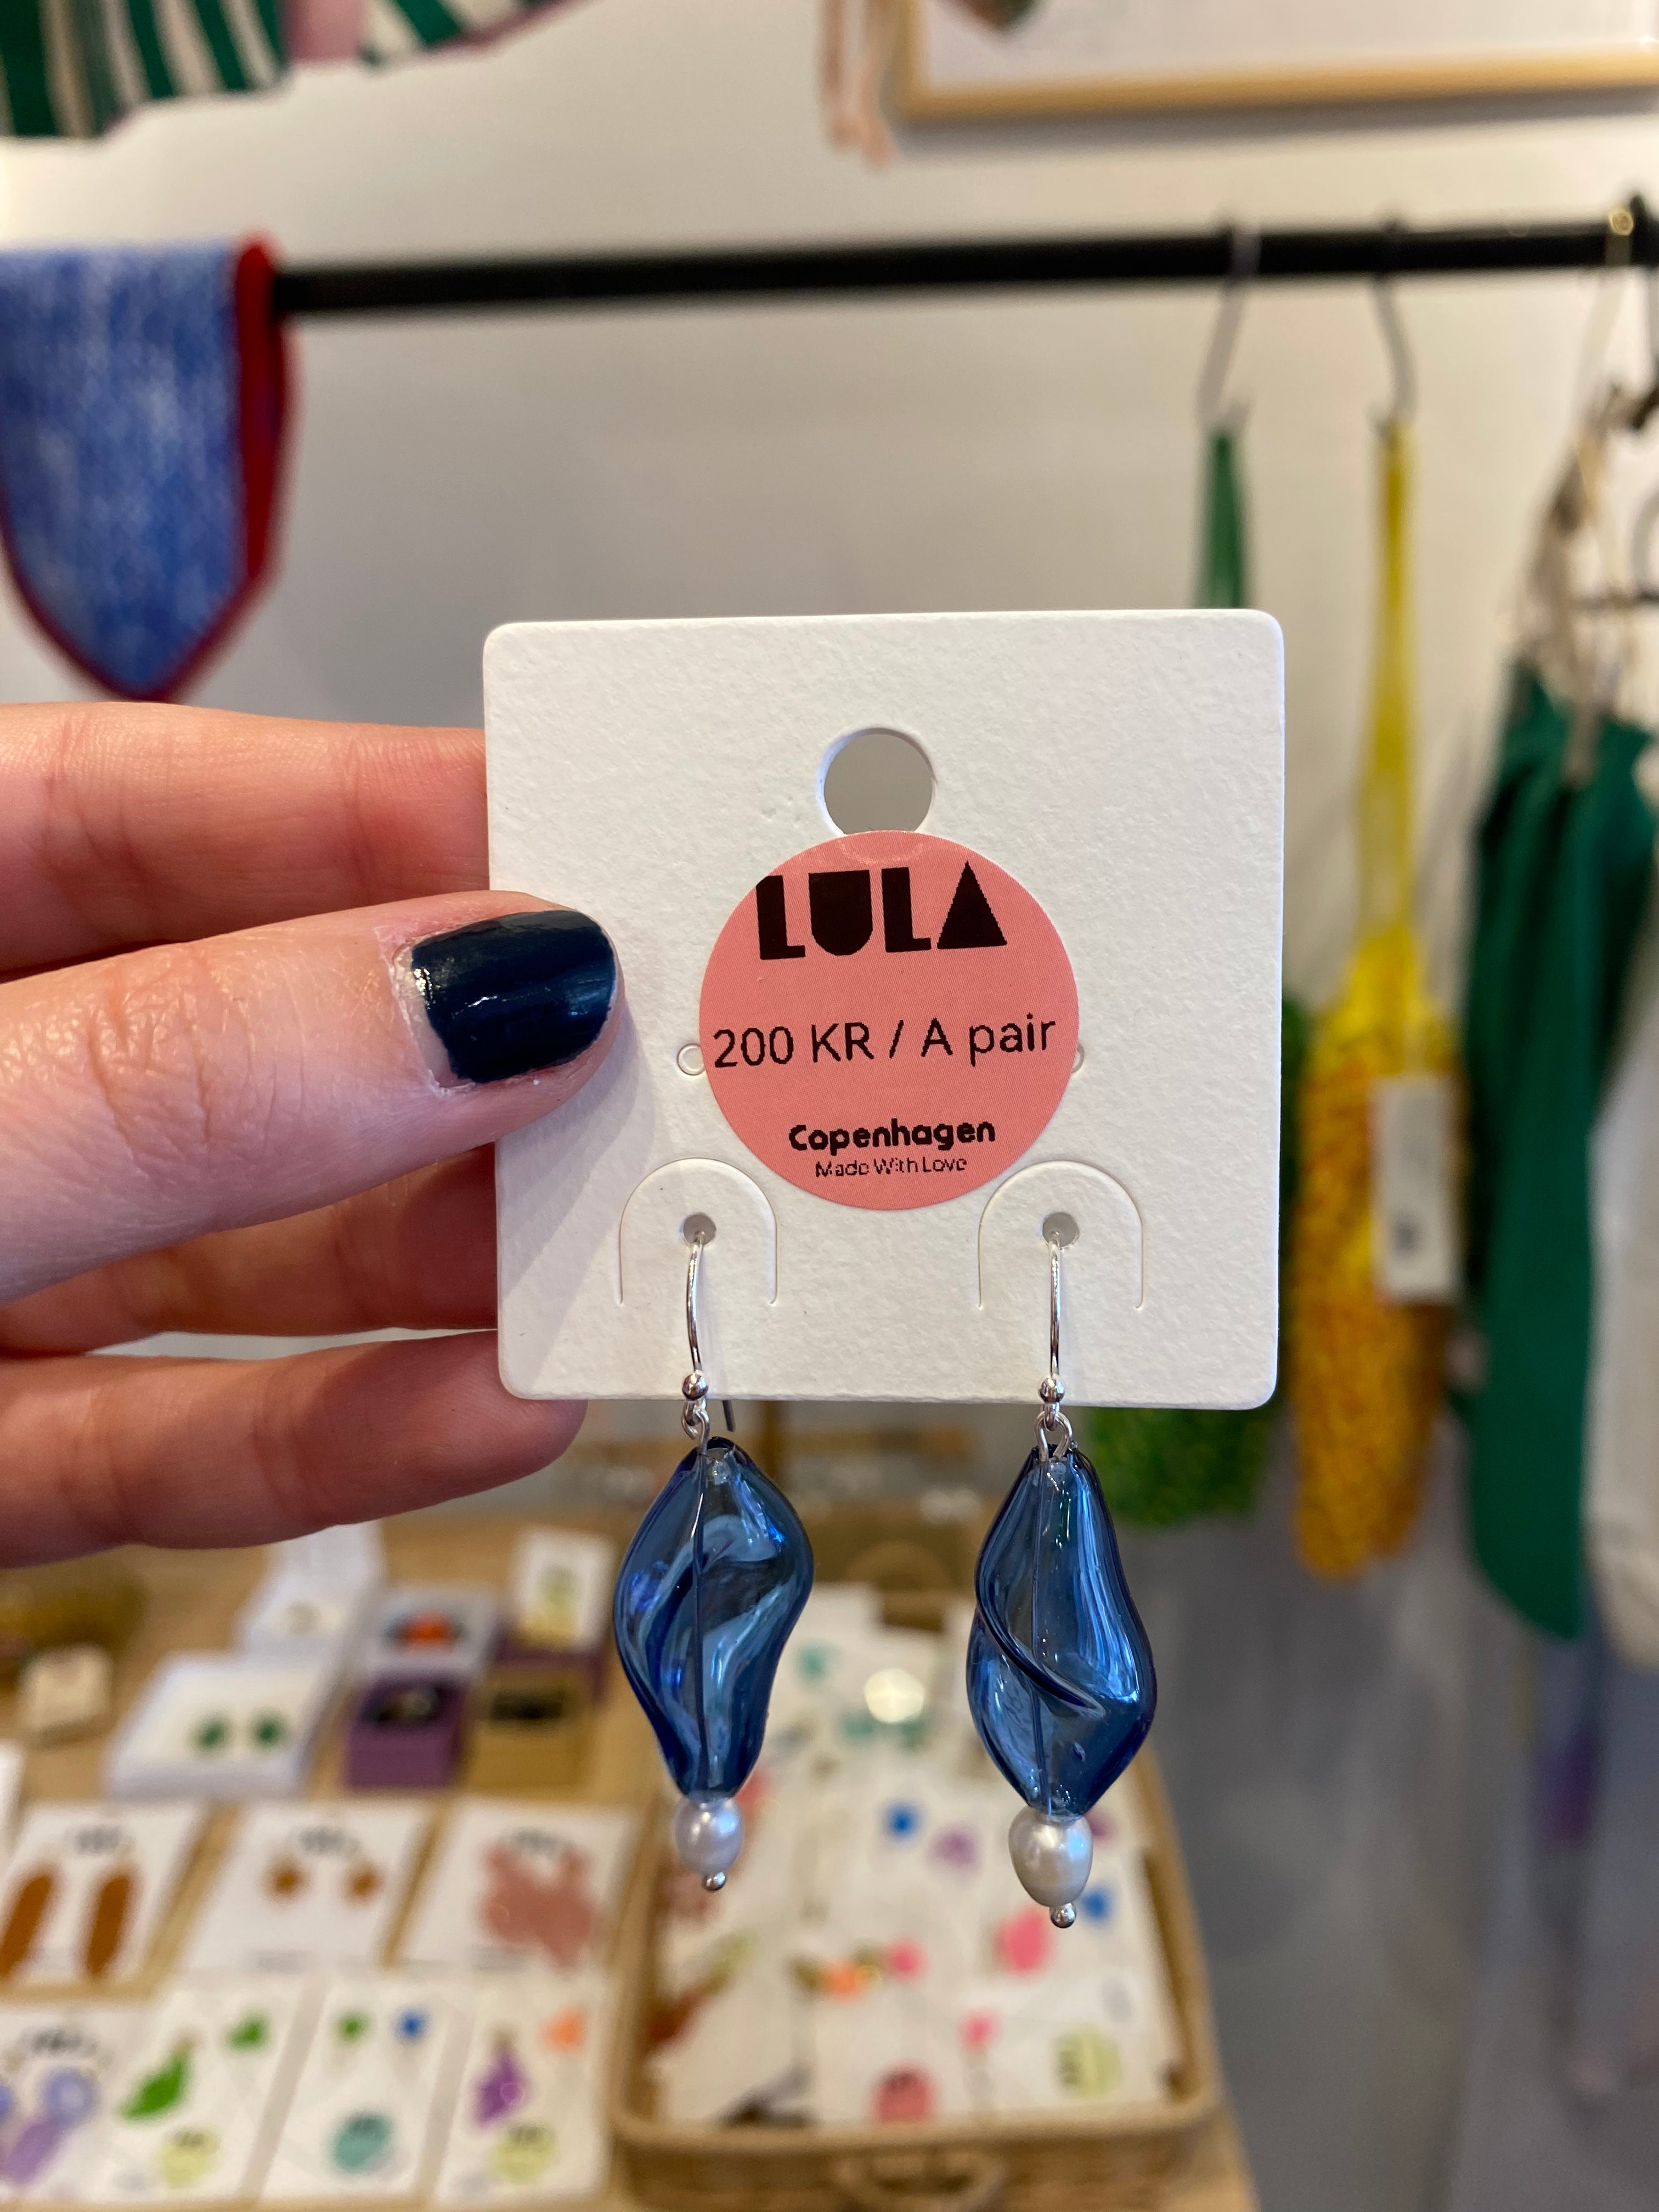 LULA
200 KR / A pair
Copenhagen
Made With Love